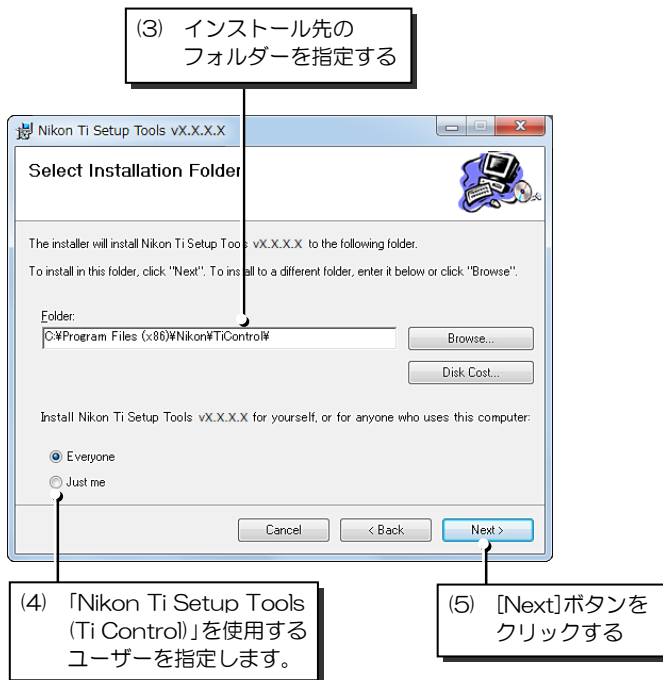 (3) インストール先の
フォルダーを指定する
Nikon Ti Setup Tools vX.X.X.X
Select Installation Folder
The installer will install Nikon Ti Setup Tools vX.X.X.X to the following folder.
To install in this folder, click "Next". To install to a different folder, enter it below or click "Browse".
Folder:
C:¥Program Files (x86)¥Nikon¥TiControl¥
Browse...
Disk Cost...
Install Nikon Ti Setup Tools vX.X.X.X for yourself, or for anyone who uses this computer:
Everyone
Just me
Cancel
< Back
Next >
(4) 「Nikon Ti Setup Tools
(Ti Control)」を使用する
ユーザーを指定します。
(5) [Next]ボタンを
クリックする